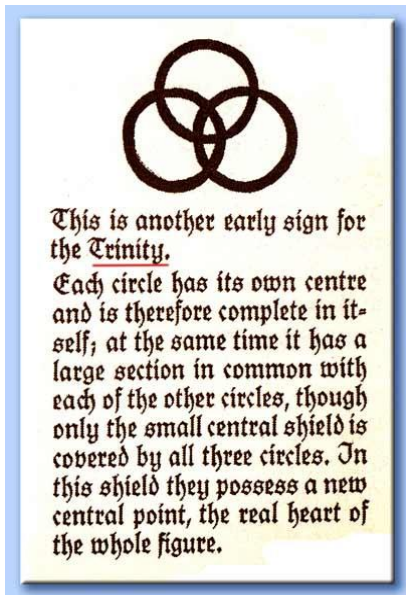 This is another early sign for
the Trinity.
Each circle has its own centre
and is therefore complete in it-
self; at the same time it has a
large section in common with
each of the other circles, though
only the small central shield is
covered by all three circles. In
this shield they possess a new
central point, the real heart of
the whole figure.